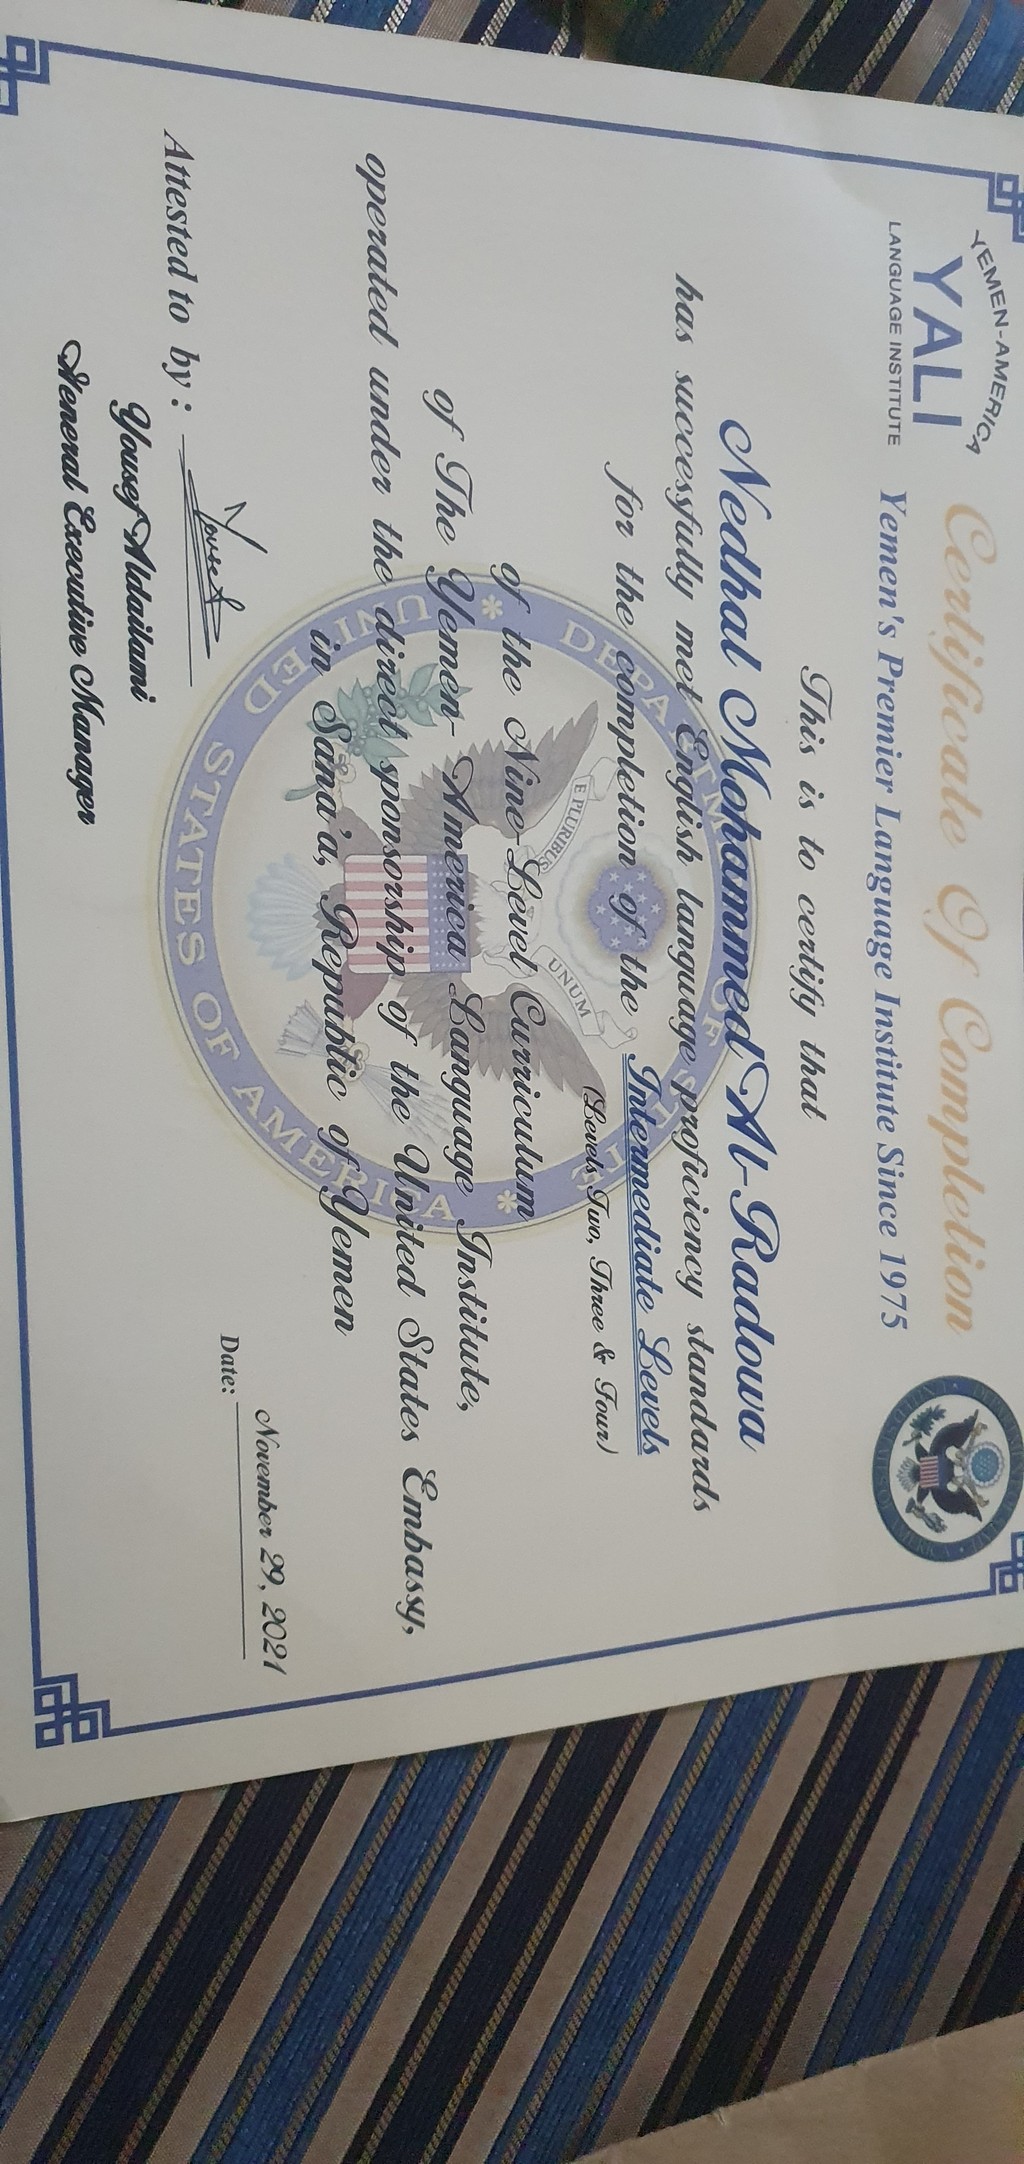 YEMEN-AMERICA
YALI
LANGUAGE INSTITUTE
Certificate Of Completion
Yemen's Premier Language Institute Since 1975
This is to certify that
Nedhal Mohammed Al-Radowa
has successfully met English language proficiency standards
for the completion of the Intermediate Levels
(Levels Two, Three & Four)
of the Nine-Level Curriculum
of The Yemen- America Language Institute,
operated under the direct sponsorship of the United States Embassy,
in Sana'a, Republic of Yemen
E PLURIBUS UNUM
UNITED STATES OF AMERICA
Attested to by :
Yousef Aldailami
General Executive Manager
Date: November 29, 2021